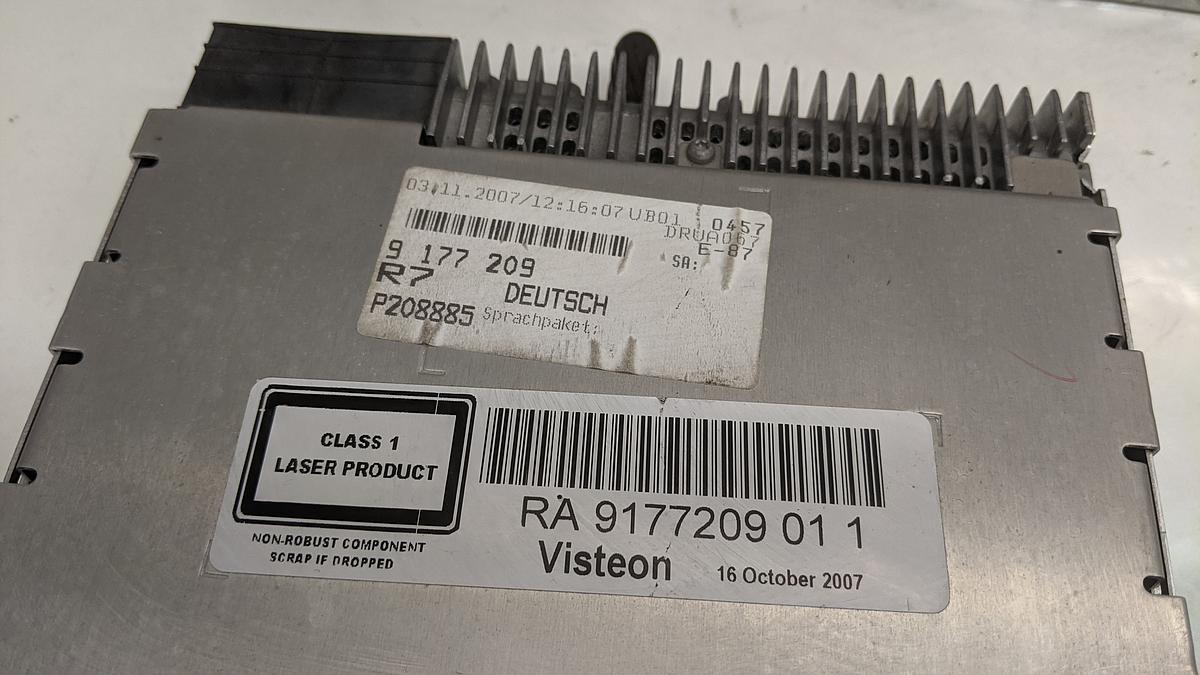 03.11.2007/12:16:07 UB01 0457
DRUA067
E-87
SA:
9 177 209
R7
DEUTSCH
P208885 Sprachpaket:
CLASS 1
LASER PRODUCT
NON-ROBUST COMPONENT
SCRAP IF DROPPED
RA 9177209 01 1
Visteon
16 October 2007